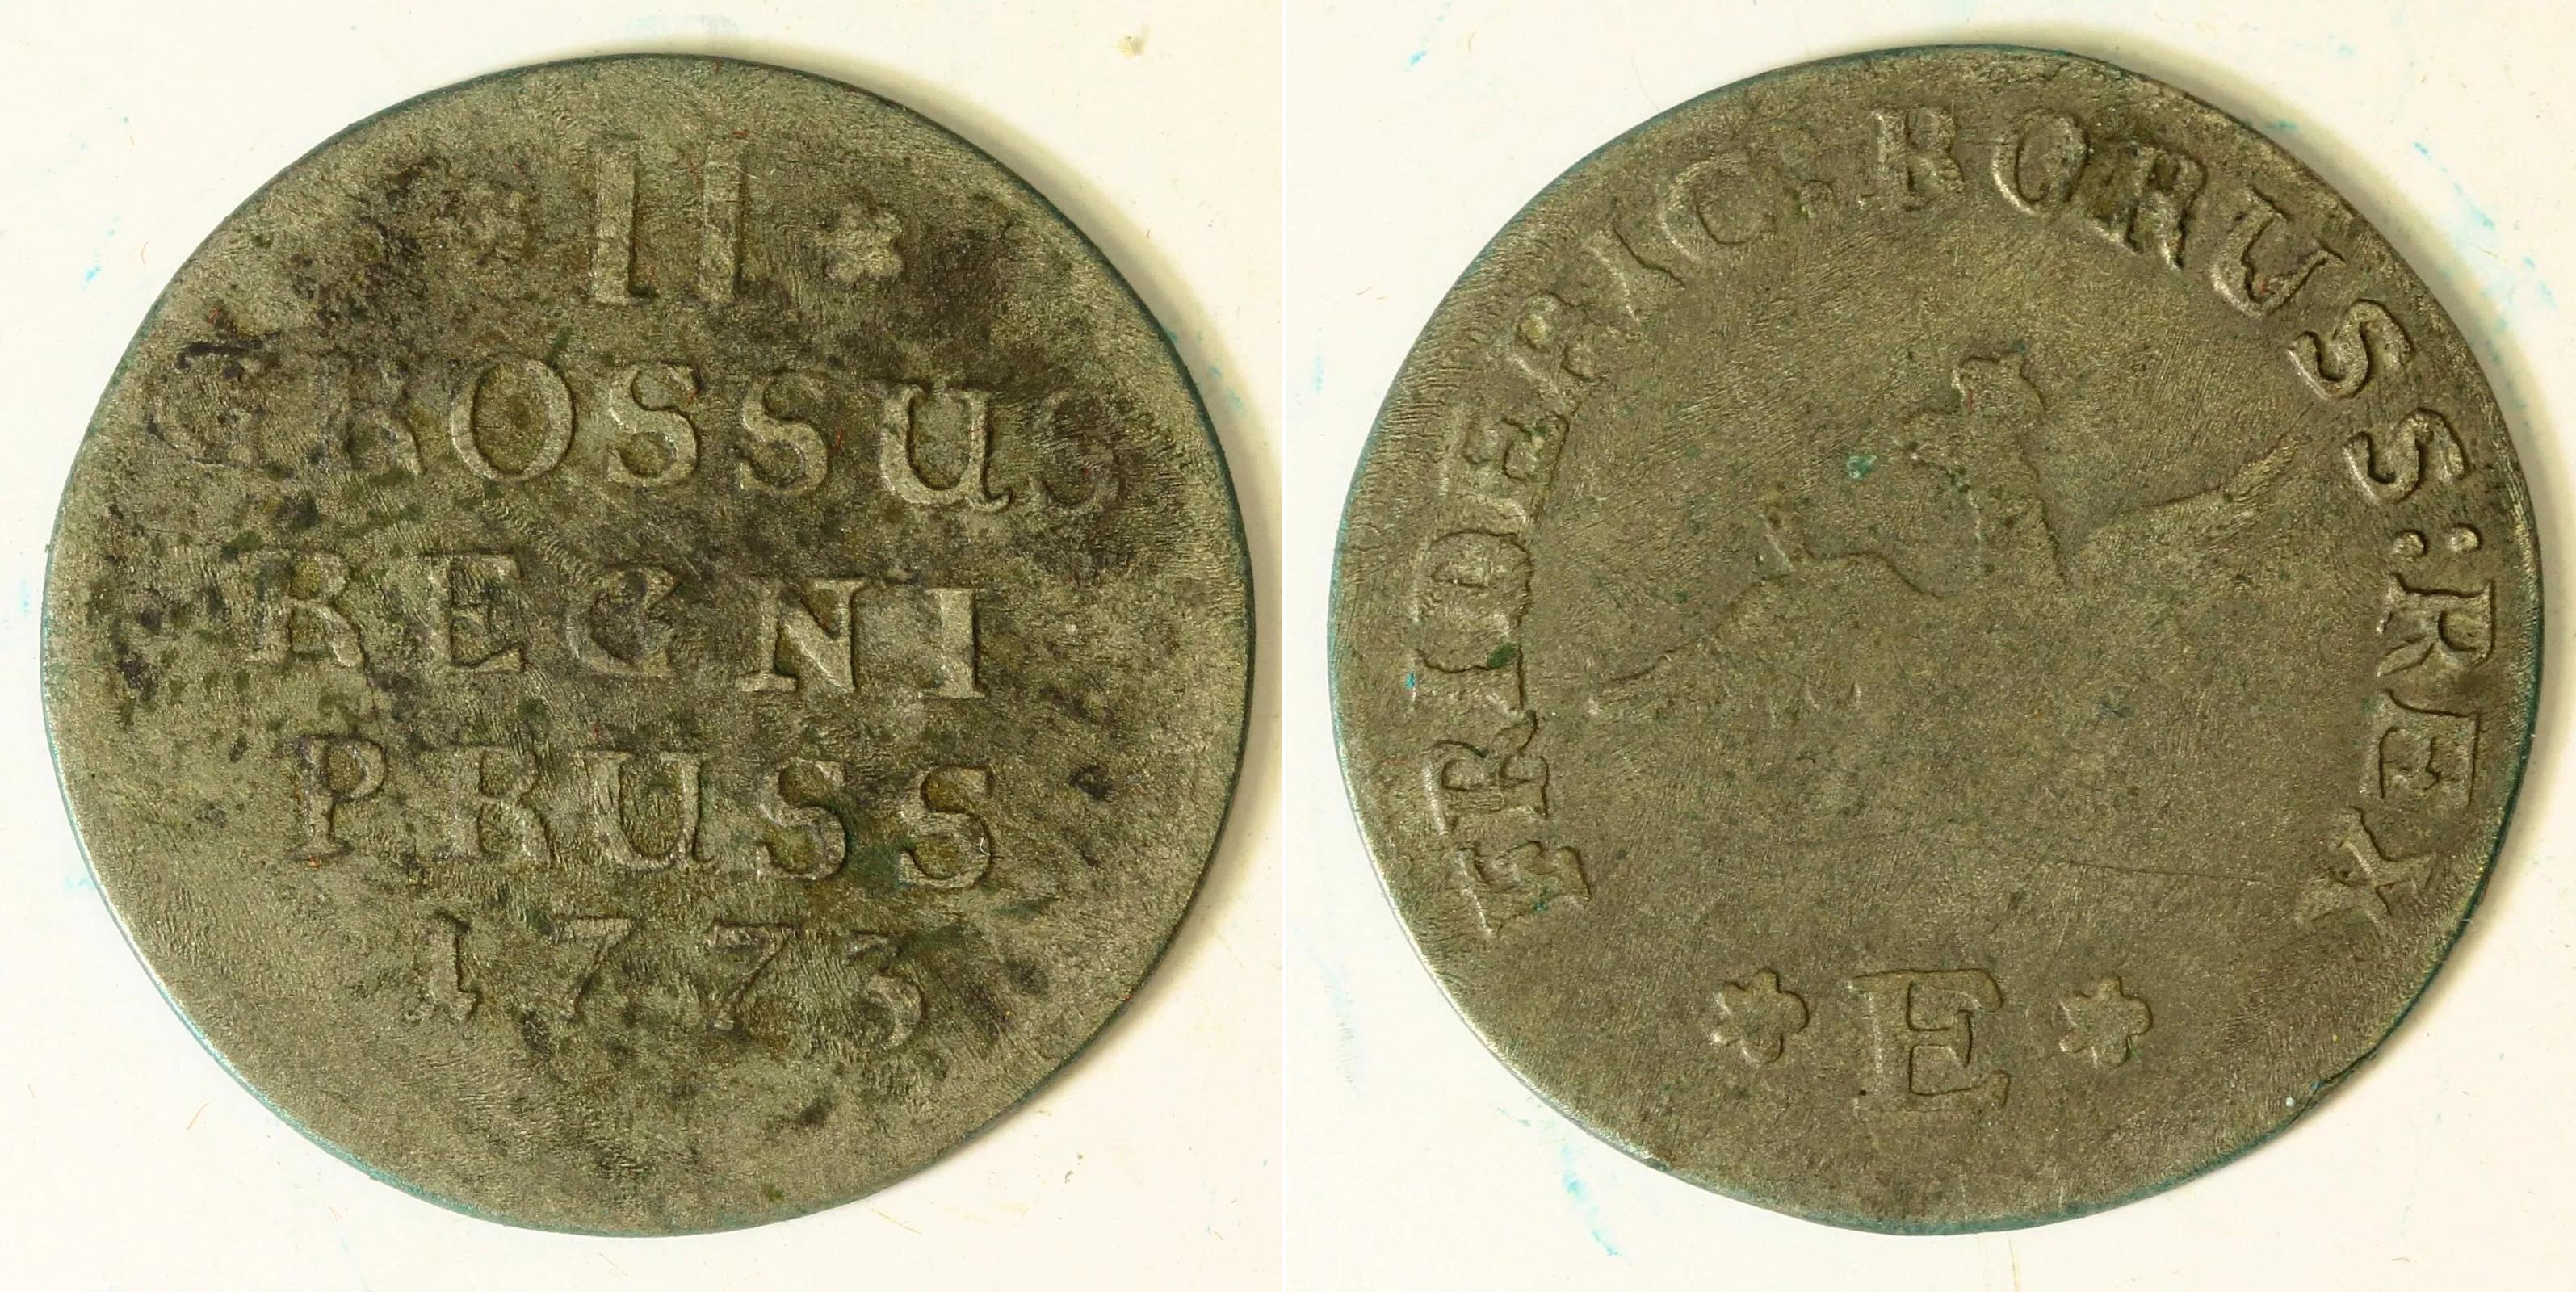 II
GROSSUS
REGNI
PRUSS
1773
FRIDERIC.BORUSS:REX
E